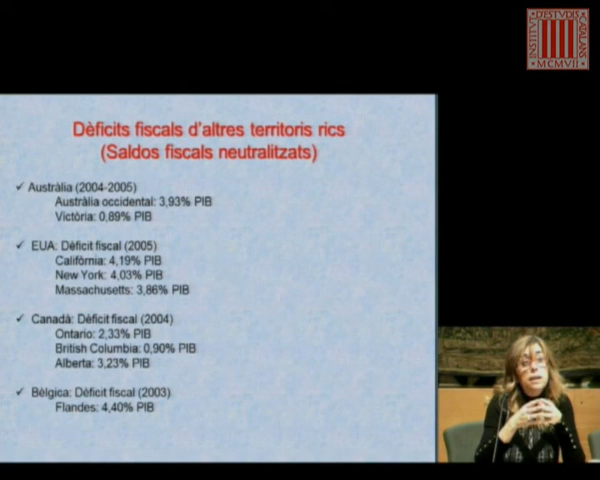 INSTITVT D'ESTVDIS CATALANS
MCMVII
Dèficits fiscals d'altres territoris rics
(Saldos fiscals neutralitzats)
✓ Austràlia (2004-2005)
Austràlia occidental: 3,93% PIB
Victòria: 0,89% PIB
✓ EUA: Dèficit fiscal (2005)
Califòrnia: 4,19% PIB
New York: 4,03% PIB
Massachusetts: 3,86% PIB
✓ Canadà: Dèficit fiscal (2004)
Ontario: 2,33% PIB
British Columbia: 0,90% PIB
Alberta: 3,23% PIB
✓ Bèlgica: Dèficit fiscal (2003)
Flandes: 4,40% PIB